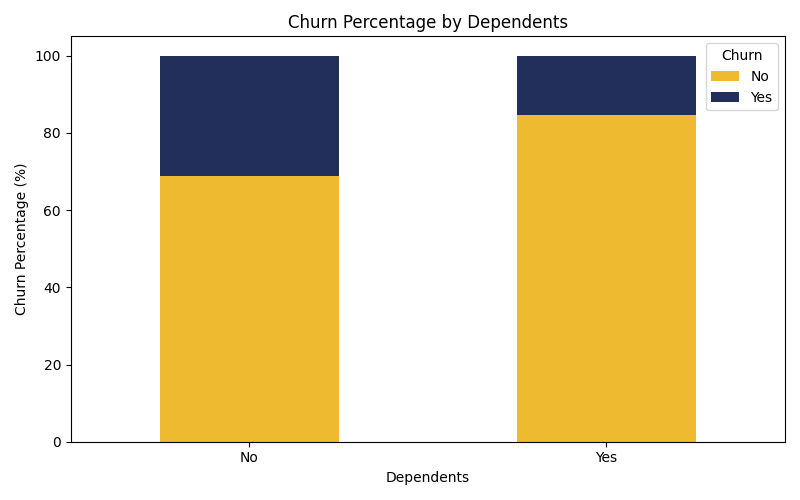 Churn Percentage by Dependents
Churn
No
Yes
Churn Percentage (%)
100
80
60
40
20
0
No
Yes
Dependents